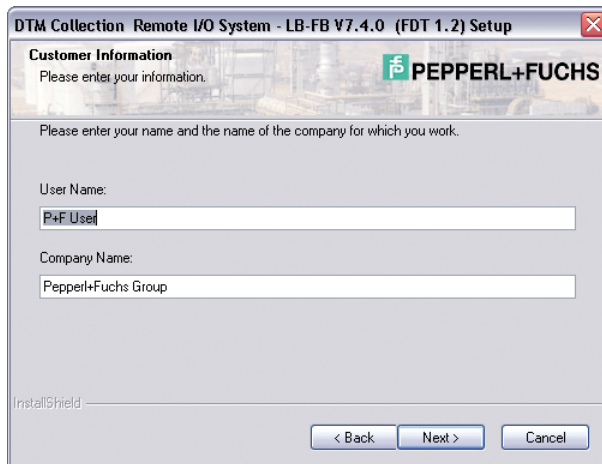 DTM Collection Remote I/O System - LB-FB V7.4.0 (FDT 1.2) Setup
Customer Information
Please enter your information.
PEPPERL+FUCHS
Please enter your name and the name of the company for which you work.
User Name:
P+F User
Company Name:
Pepperl+Fuchs Group
InstallShield
< Back Next > Cancel